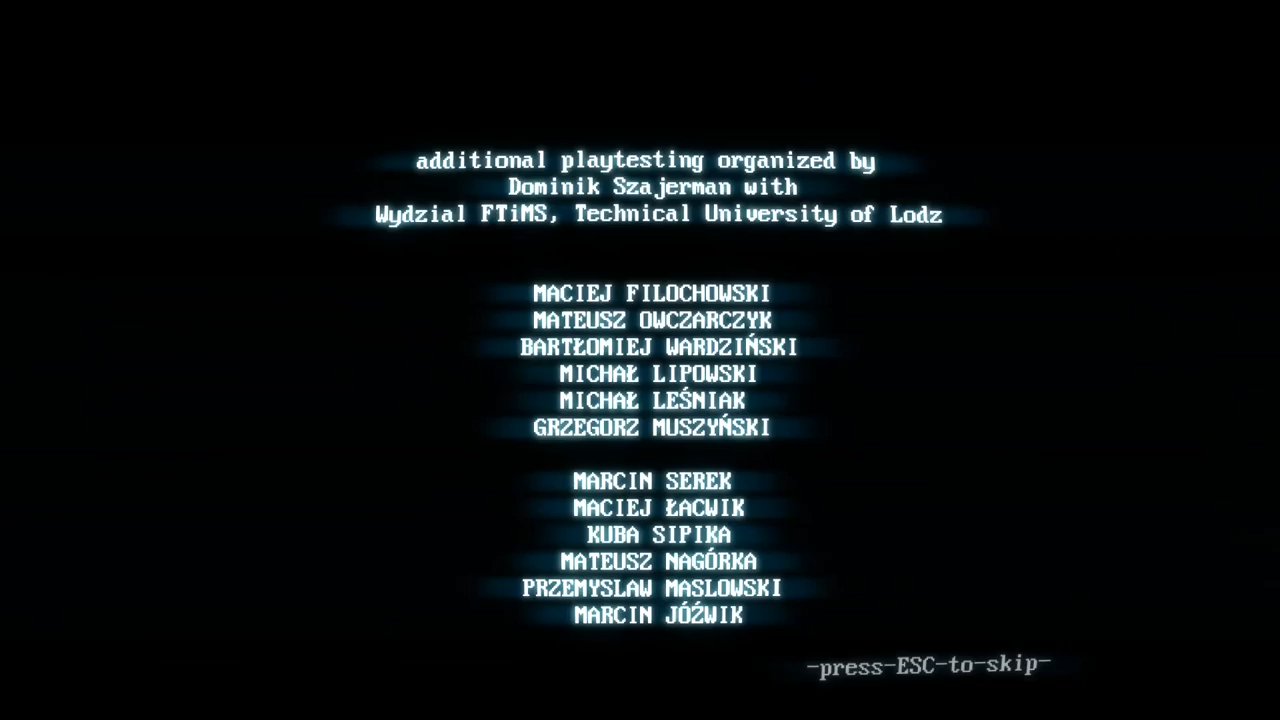 additional playtesting organized by
Dominik Szajerman with
Wydzial FTiMS, Technical University of Lodz
MACIEJ FILOCHOWSKI
MATEUSZ OWCZARCZYK
BARTŁOMIEJ WARDZIŃSKI
MICHAŁ LIPOWSKI
MICHAŁ LEŚNIAK
GRZEGORZ MUSZYŃSKI
MARCIN SEREK
MACIEJ ŁACWIK
KUBA SIPIKA
MATEUSZ NAGÓRKA
PRZEMYSLAW MASLOWSKI
MARCIN JÓŹWIK
-press-ESC-to-skip-